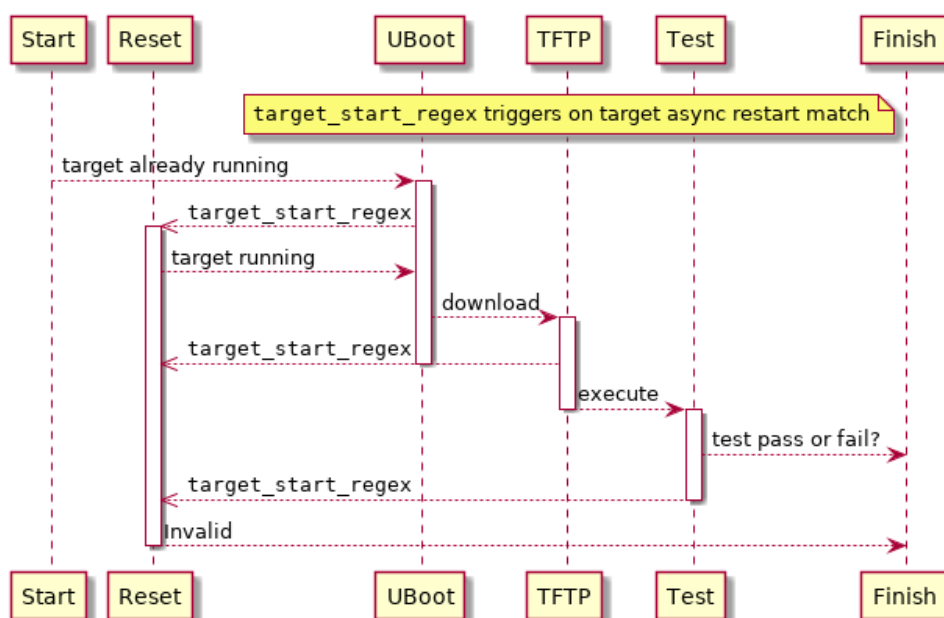 Start Reset UBoot TFTP Test Finish
target_start_regex triggers on target async restart match
target already running
target_start_regex
target running
download
target_start_regex
execute
test pass or fail?
target_start_regex
Invalid
Start Reset UBoot TFTP Test Finish